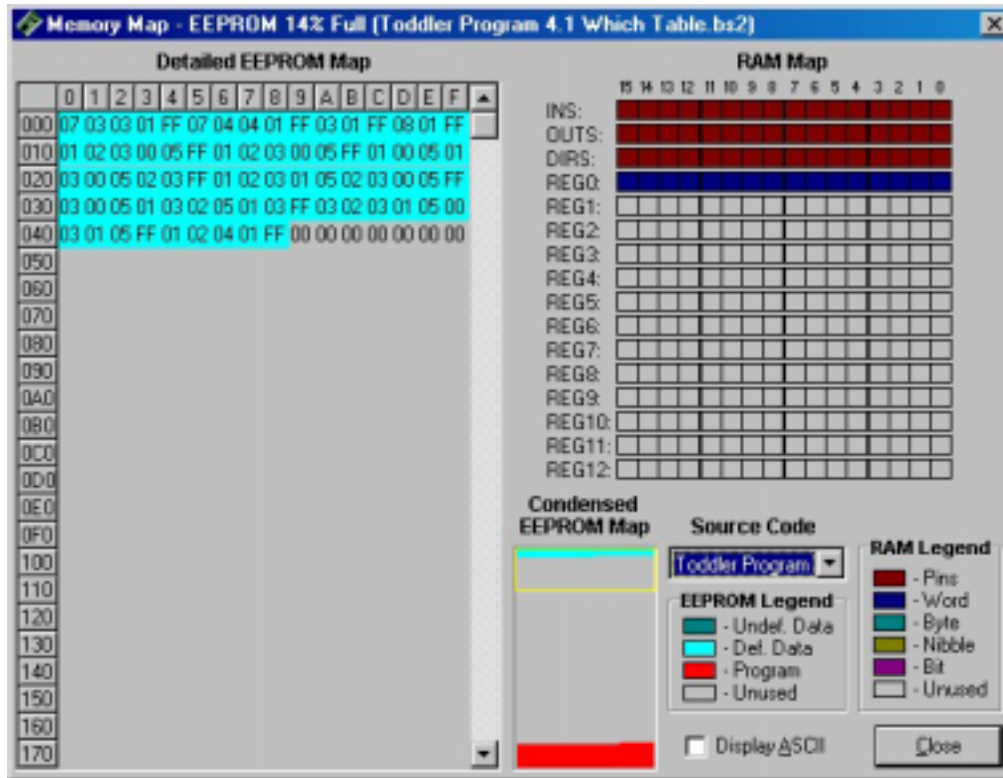 Memory Map - EEPROM 14% Full (Toddler Program 4.1 Which Table.bs2)
Detailed EEPROM Map
0 1 2 3 4 5 6 7 8 9 A B C D E F
000 07 03 03 01 FF 07 04 04 01 FF 03 01 FF 08 01 FF
010 01 02 03 00 05 FF 01 02 03 00 05 FF 01 00 05 01
020 03 00 05 02 03 FF 01 02 03 01 05 02 03 00 05 FF
030 03 00 05 01 03 02 05 01 03 FF 03 02 03 01 05 00
040 03 01 05 FF 01 02 04 01 FF 00 00 00 00 00 00 00
050
060
070
080
090
0A0
0B0
0C0
0D0
0E0
0F0
100
110
120
130
140
150
160
170
RAM Map
15 14 13 12 11 10 9 8 7 6 5 4 3 2 1 0
INS:
OUTS:
DIRS:
REG0:
REG1:
REG2:
REG3:
REG4:
REG5:
REG6:
REG7:
REG8:
REG9:
REG10:
REG11:
REG12:
Condensed
EEPROM Map
Source Code
Toddler Program
EEPROM Legend
- Undef. Data
- Def. Data
- Program
- Unused
RAM Legend
- Pins
- Word
- Byte
- Nibble
- Bit
- Unused
Display ASCII
Close